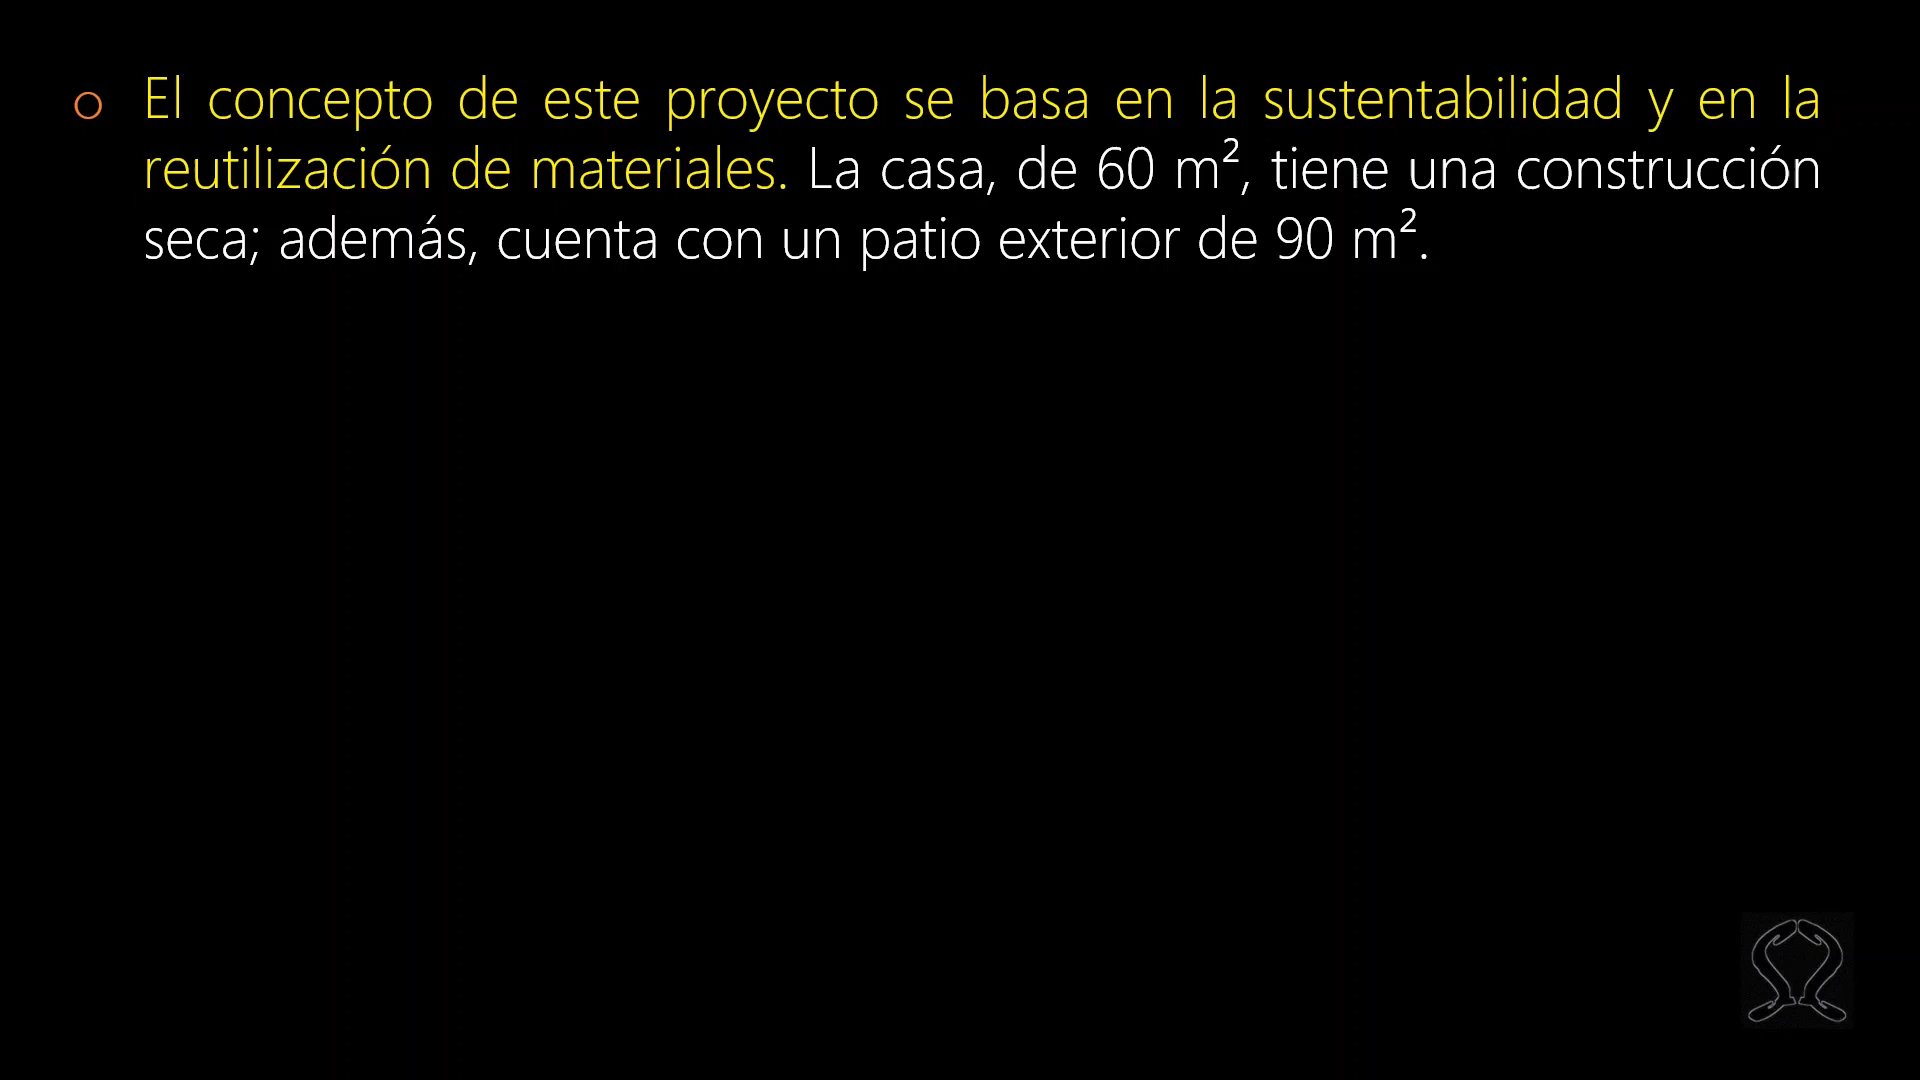 ○ El concepto de este proyecto se basa en la sustentabilidad y en la
reutilización de materiales. La casa, de 60 m², tiene una construcción
seca; además, cuenta con un patio exterior de 90 m².